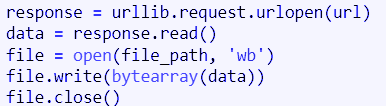 response = urllib.request.urlopen(url)
data = response.read()
file = open(file_path, 'wb')
file.write(bytearray(data))
file.close()